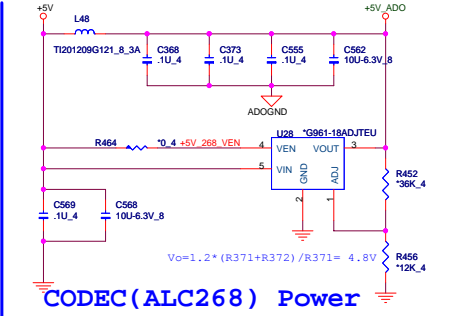 +5V
+5V_ADO
L48
TI201209G121_8_3A
C368
.1U_4
C373
.1U_4
C555
.1U_4
C562
10U-6.3V_8
ADOGND
U28
*G961-18ADJTEU
R464
*0_4
+5V_268_VEN
4
VEN
VOUT
3
5
VIN
GND
ADJ
2
1
R452
*36K_4
C569
.1U_4
C568
10U-6.3V_8
R456
*12K_4
Vo=1.2*(R371+R372)/R371= 4.8V
CODEC(ALC268) Power